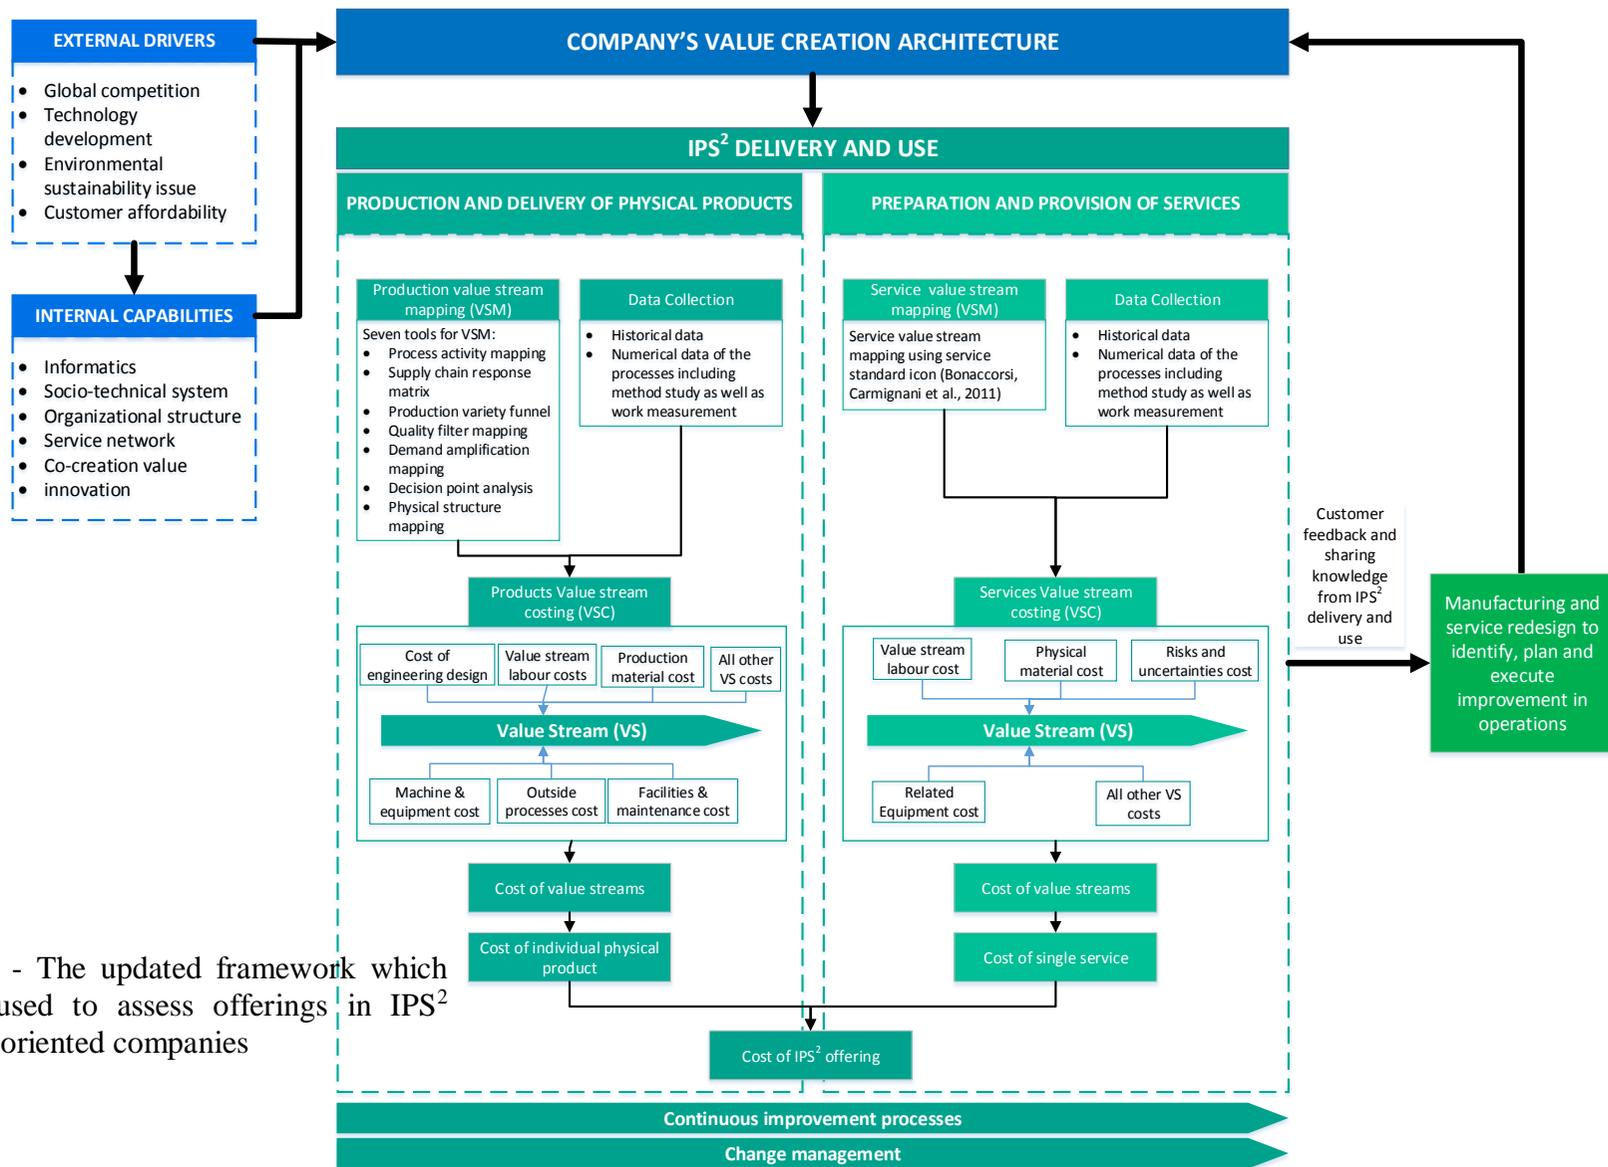 EXTERNAL DRIVERS
• Global competition
• Technology
development
• Environmental
sustainability issue
• Customer affordability
INTERNAL CAPABILITIES
• Informatics
• Socio-technical system
• Organizational structure
• Service network
• Co-creation value
• innovation
COMPANY'S VALUE CREATION ARCHITECTURE
IPS² DELIVERY AND USE
PRODUCTION AND DELIVERY OF PHYSICAL PRODUCTS
Production value stream
mapping (VSM)
Seven tools for VSM:
• Process activity mapping
• Supply chain response
matrix
• Production variety funnel
• Quality filter mapping
• Demand amplification
mapping
• Decision point analysis
• Physical structure
mapping
Data Collection
• Historical data
• Numerical data of the
processes including
method study as well as
work measurement
Products Value stream
costing (VSC)
Cost of
engineering design
Value stream
labour costs
Production
material cost
All other
VS costs
Value Stream (VS)
Machine &
equipment cost
Outside
processes cost
Facilities &
maintenance cost
Cost of value streams
Cost of individual physical
product
PREPARATION AND PROVISION OF SERVICES
Service value stream
mapping (VSM)
Service value stream
mapping using service
standard icon (Bonaccorsi,
Carmignani et al., 2011)
Data Collection
• Historical data
• Numerical data of the
processes including
method study as well as
work measurement
Services Value stream
costing (VSC)
Value stream
labour cost
Physical
material cost
Risks and
uncertainties cost
Value Stream (VS)
Related
Equipment cost
All other VS
costs
Cost of value streams
Cost of single service
Cost of IPS² offering
Customer
feedback and
sharing
knowledge
from IPS²
delivery and
use
Manufacturing and
service redesign to
identify, plan and
execute
improvement in
operations
Continuous improvement processes
Change management
- The updated framework which
used to assess offerings in IPS²
oriented companies